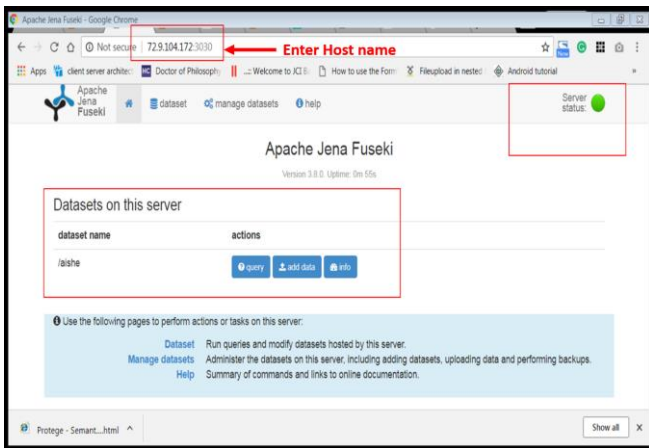 Apache Jena Fuseki - Google Chrome
Not secure 72.9.104.172:3030 Enter Host name
Apps client server architec Doctor of Philosophy ...: Welcome to JCI B How to use the Form Fileupload in nested Android tutorial »
Apache Jena Fuseki dataset manage datasets help Server status:
Apache Jena Fuseki
Version 3.8.0. Uptime: 0m 55s
Datasets on this server
dataset name actions
/aishe query add data info
Use the following pages to perform actions or tasks on this server:
Dataset Run queries and modify datasets hosted by this server.
Manage datasets Administer the datasets on this server, including adding datasets, uploading data and performing backups.
Help Summary of commands and links to online documentation.
Protege - Semant....html Show all X